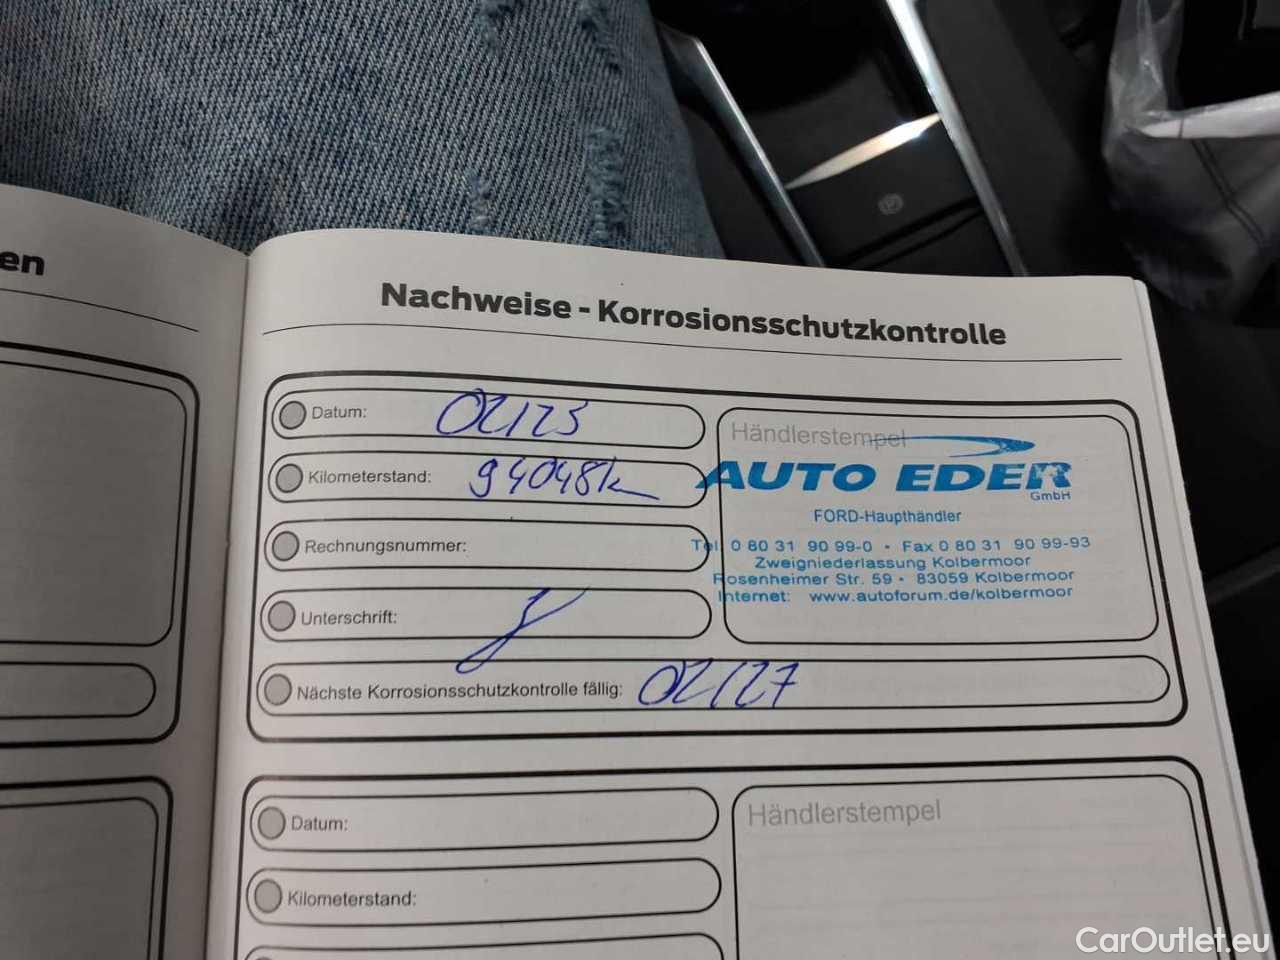 en
Nachweise - Korrosionsschutzkontrolle
Datum: 02/25
Kilometerstand: 94048k
Rechnungsnummer:
Unterschrift:
Händlerstempel
AUTO EDER
GmbH
FORD-Haupthändler
Tel. 0 80 31 90 99-0 • Fax 0 80 31 90 99-93
Zweigniederlassung Kolbermoor
Rosenheimer Str. 59 • 83059 Kolbermoor
Internet: www.autoforum.de/kolbermoor
Nächste Korrosionsschutzkontrolle fällig: 02/27
Datum:
Kilometerstand:
Händlerstempel
CarOutlet.eu